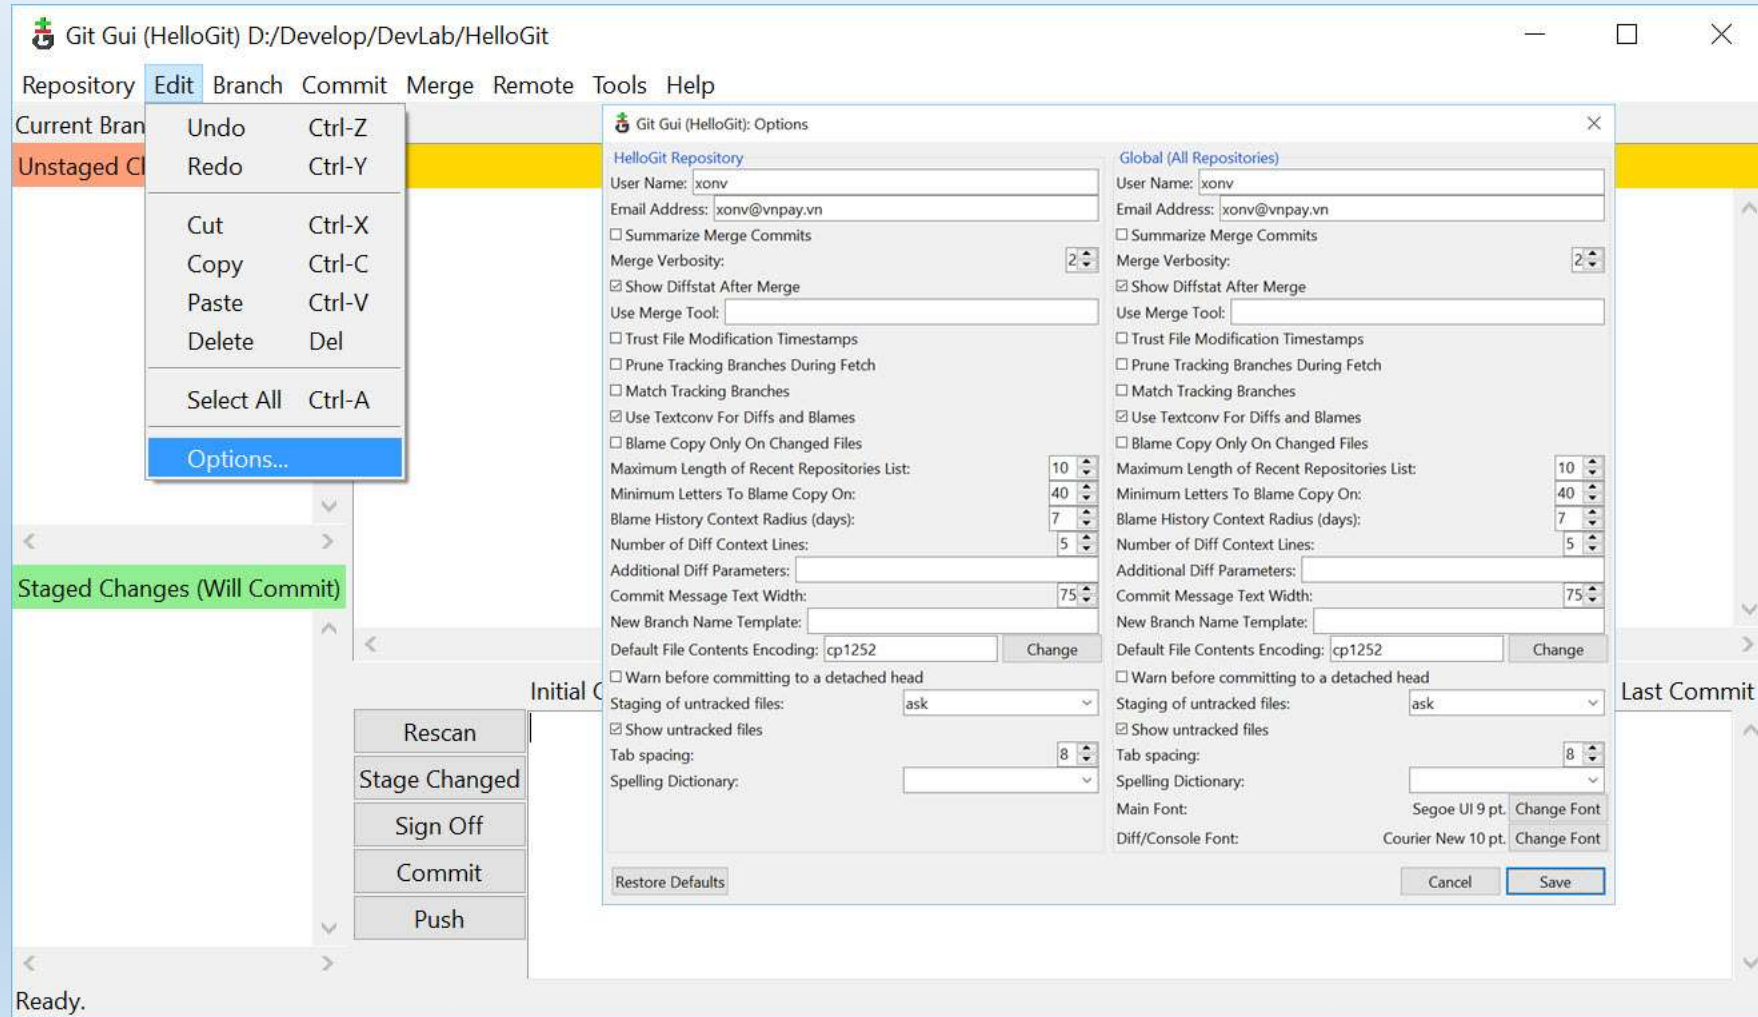 Git Gui (HelloGit) D:/Develop/DevLab/HelloGit
Repository Edit Branch Commit Merge Remote Tools Help
Current Bran
Unstaged Cl
Undo Ctrl-Z
Redo Ctrl-Y
Cut Ctrl-X
Copy Ctrl-C
Paste Ctrl-V
Delete Del
Select All Ctrl-A
Options...
Staged Changes (Will Commit)
Initial C
Last Commit
Rescan
Stage Changed
Sign Off
Commit
Push
Ready.
Git Gui (HelloGit): Options
HelloGit Repository
User Name: xonv
Email Address: xonv@vnpay.vn
Summarize Merge Commits
Merge Verbosity: 2
Show Diffstat After Merge
Use Merge Tool:
Trust File Modification Timestamps
Prune Tracking Branches During Fetch
Match Tracking Branches
Use Textconv For Diffs and Blames
Blame Copy Only On Changed Files
Maximum Length of Recent Repositories List: 10
Minimum Letters To Blame Copy On: 40
Blame History Context Radius (days): 7
Number of Diff Context Lines: 5
Additional Diff Parameters:
Commit Message Text Width: 75
New Branch Name Template:
Default File Contents Encoding: cp1252 Change
Warn before committing to a detached head
Staging of untracked files: ask
Show untracked files
Tab spacing: 8
Spelling Dictionary:
Global (All Repositories)
User Name: xonv
Email Address: xonv@vnpay.vn
Summarize Merge Commits
Merge Verbosity: 2
Show Diffstat After Merge
Use Merge Tool:
Trust File Modification Timestamps
Prune Tracking Branches During Fetch
Match Tracking Branches
Use Textconv For Diffs and Blames
Blame Copy Only On Changed Files
Maximum Length of Recent Repositories List: 10
Minimum Letters To Blame Copy On: 40
Blame History Context Radius (days): 7
Number of Diff Context Lines: 5
Additional Diff Parameters:
Commit Message Text Width: 75
New Branch Name Template:
Default File Contents Encoding: cp1252 Change
Warn before committing to a detached head
Staging of untracked files: ask
Show untracked files
Tab spacing: 8
Spelling Dictionary:
Main Font: Segoe UI 9 pt. Change Font
Diff/Console Font: Courier New 10 pt. Change Font
Restore Defaults Cancel Save